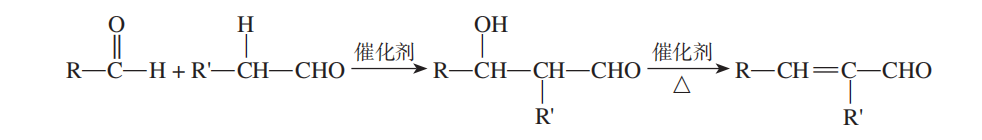 O H OH
R—C—H + R'—CH—CHO 催化剂 R—CH—CH—CHO 催化剂 △ R—CH=C—CHO
R' R'